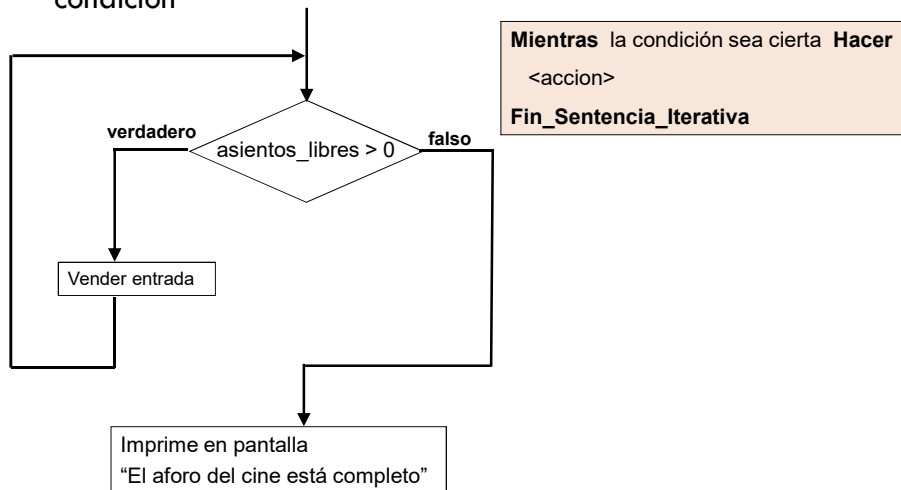 condición
Mientras la condición sea cierta Hacer
<accion>
Fin_Sentencia_Iterativa
verdadero
asientos_libres > 0
falso
Vender entrada
Imprime en pantalla
“El aforo del cine está completo”